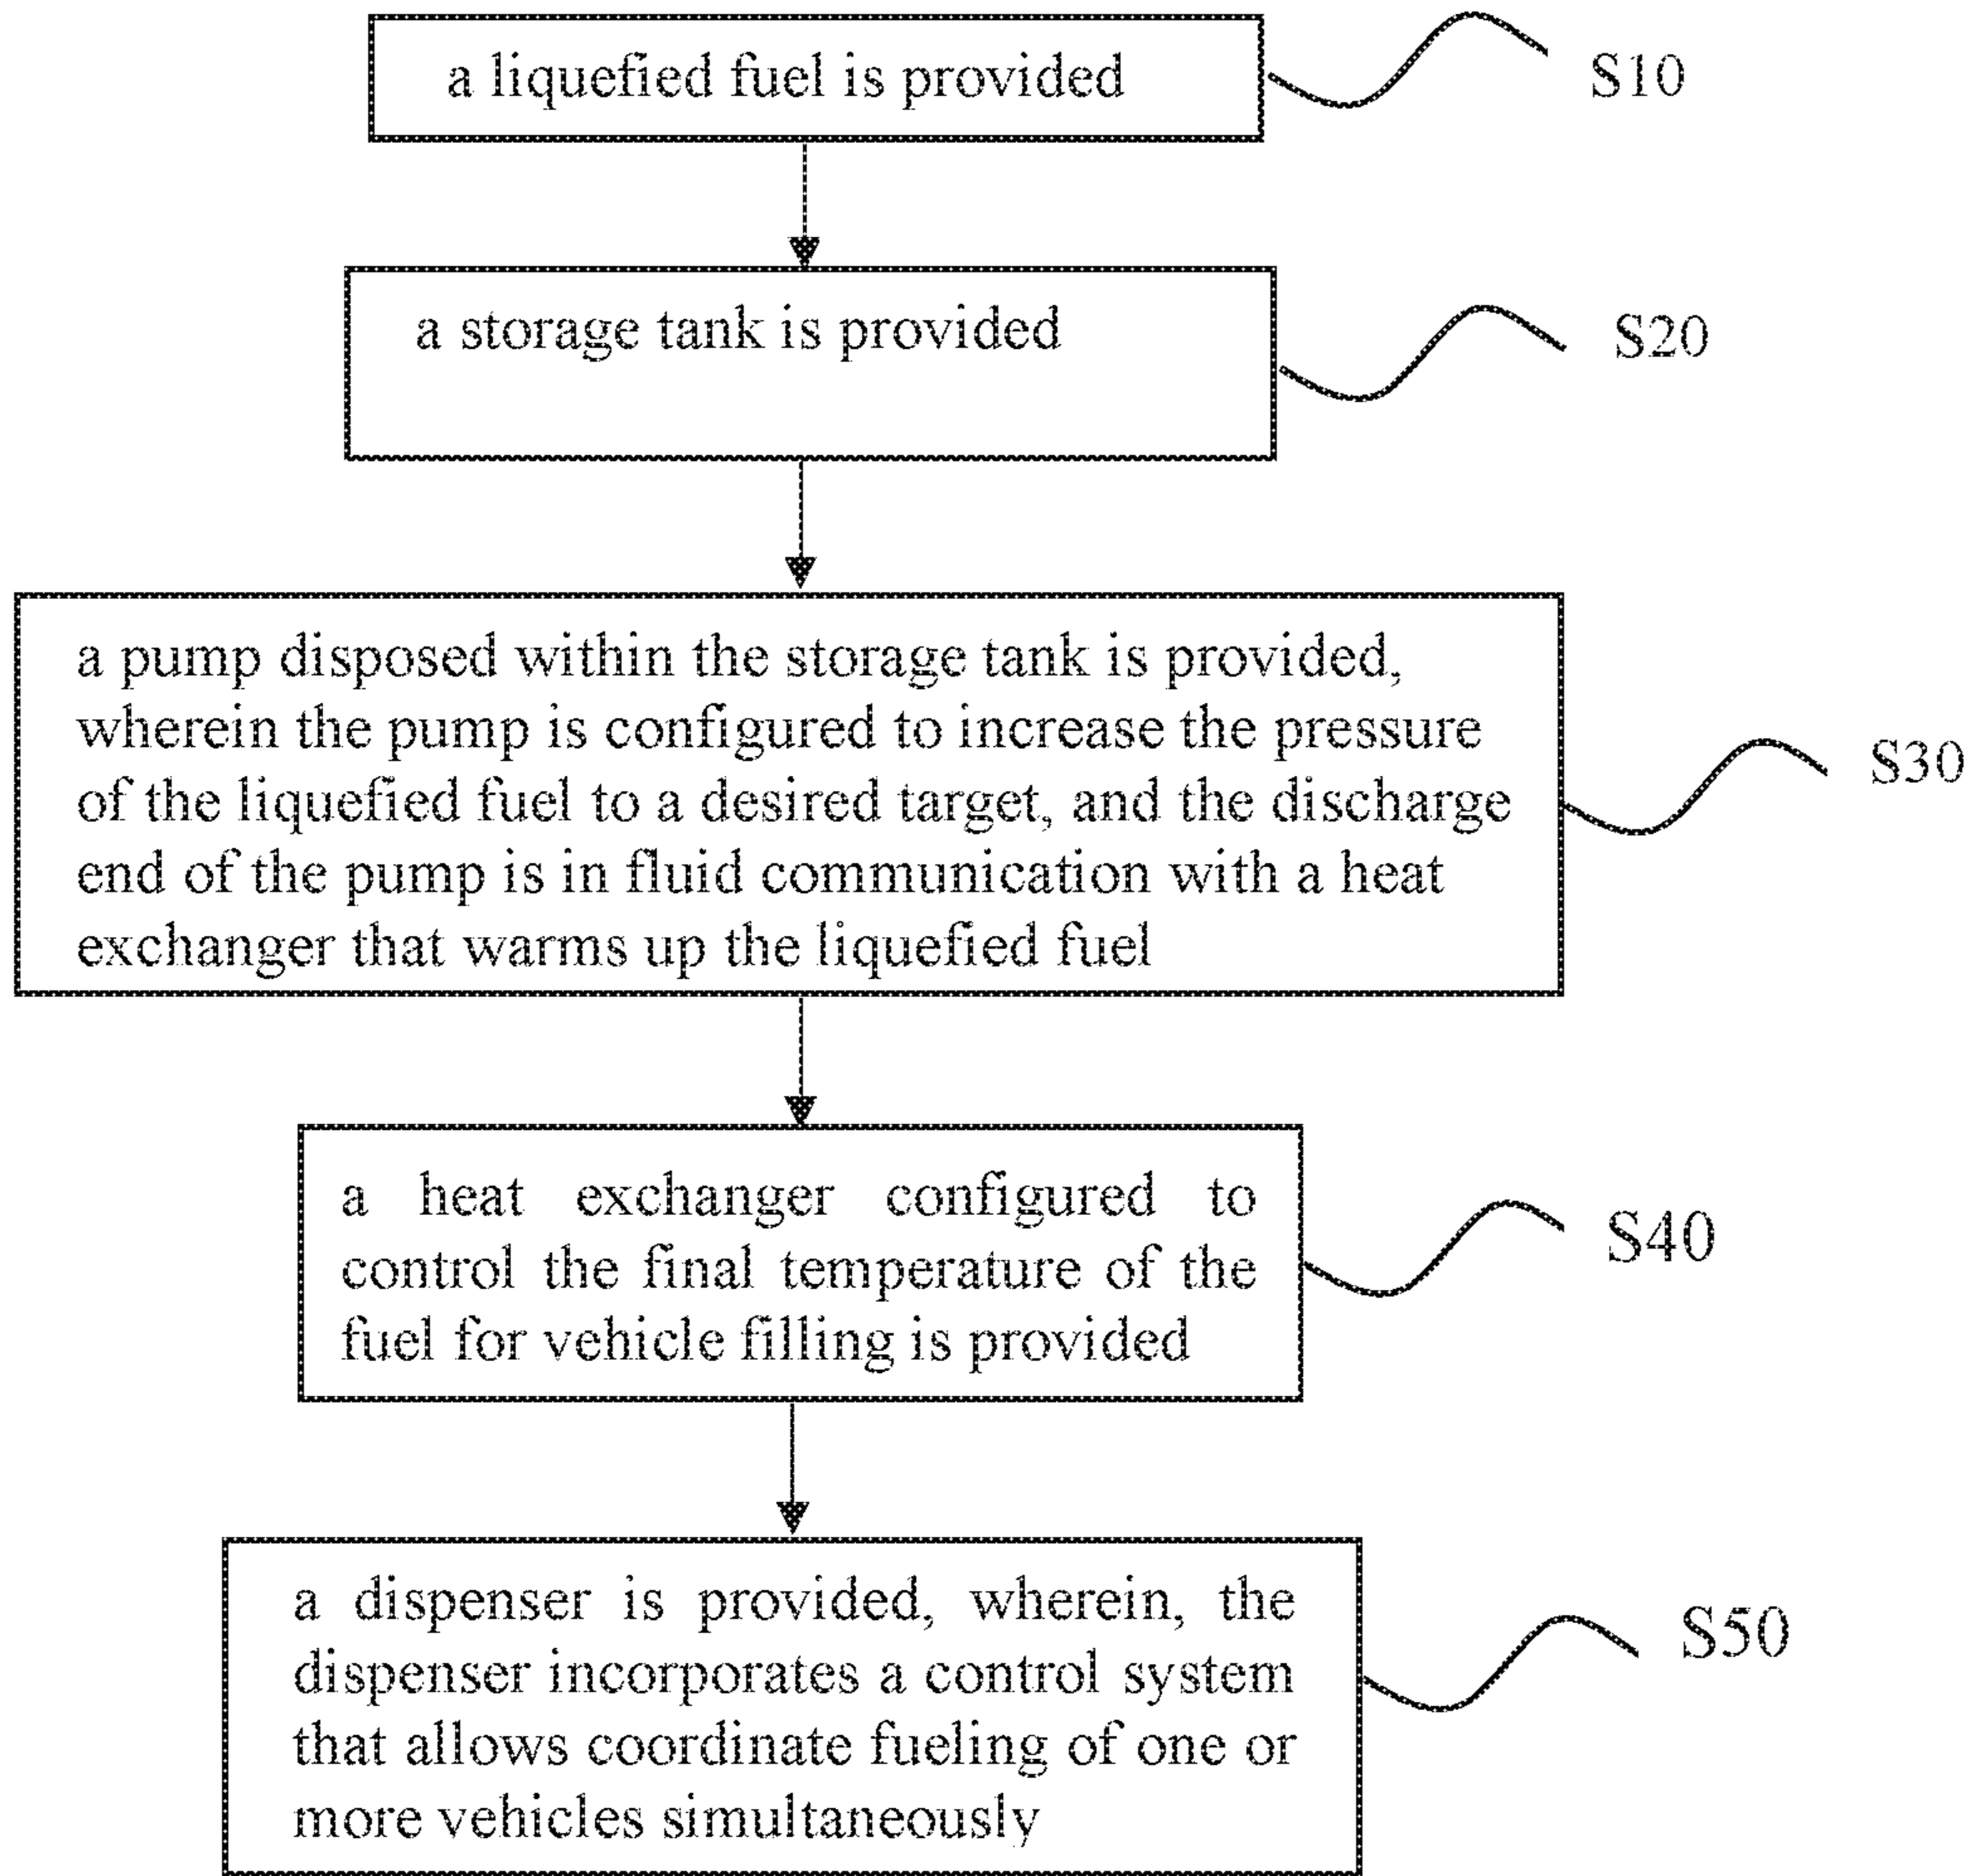 a liquefied fuel is provided
S10
a storage tank is provided
S20
a pump disposed within the storage tank is provided,
wherein the pump is configured to increase the pressure
of the liquefied fuel to a desired target, and the discharge
end of the pump is in fluid communication with a heat
exchanger that warms up the liquefied fuel
S30
a heat exchanger configured to
control the final temperature of the
fuel for vehicle filling is provided
S40
a dispenser is provided, wherein, the
dispenser incorporates a control system
that allows coordinate fueling of one or
more vehicles simultaneously
S50